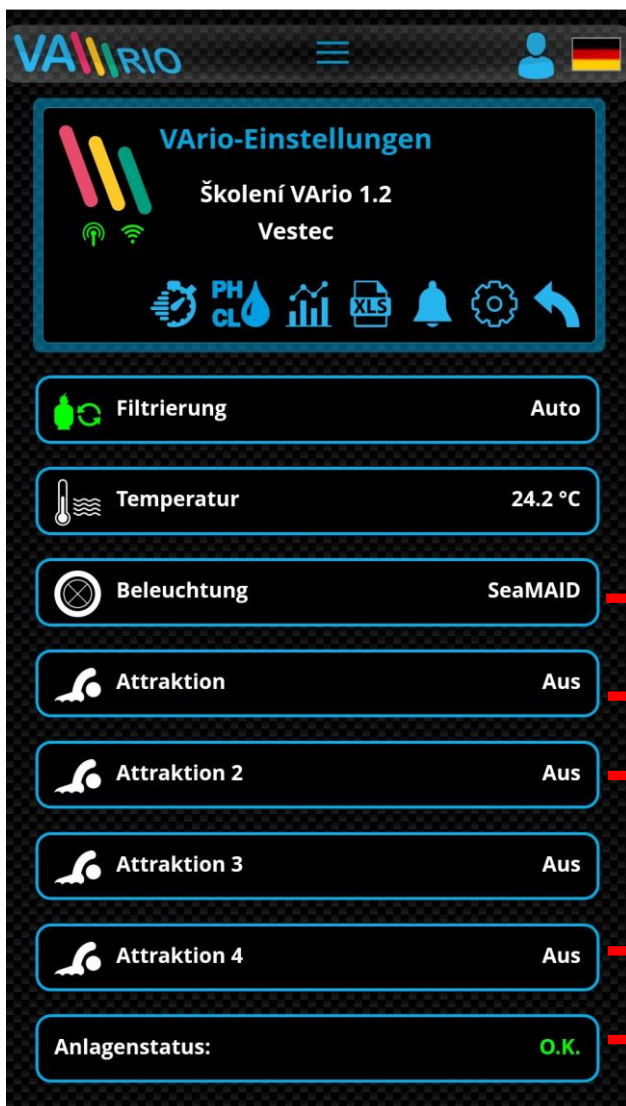 VArio
VArio-Einstellungen
Školení VArio 1.2
Vestec
PH
CL
XLS
Filtrierung Auto
Temperatur 24.2 °C
Beleuchtung SeaMAID
Attraktion Aus
Attraktion 2 Aus
Attraktion 3 Aus
Attraktion 4 Aus
Anlagenstatus: O.K.